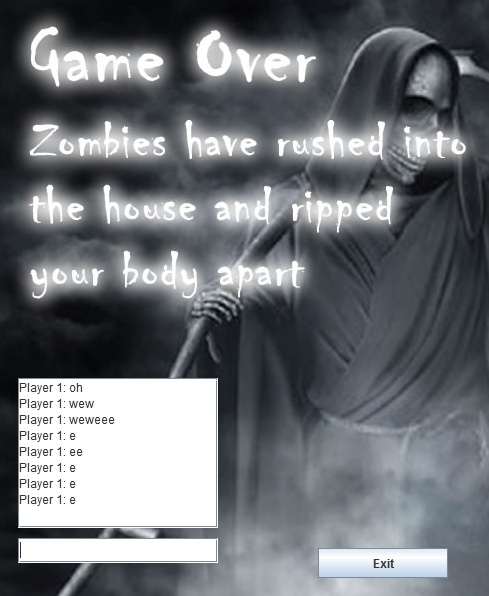 Game Over
Zombies have rushed into
the house and ripped
your body apart
Player 1: oh
Player 1: wew
Player 1: weweee
Player 1: e
Player 1: ee
Player 1: e
Player 1: e
Player 1: e
Exit